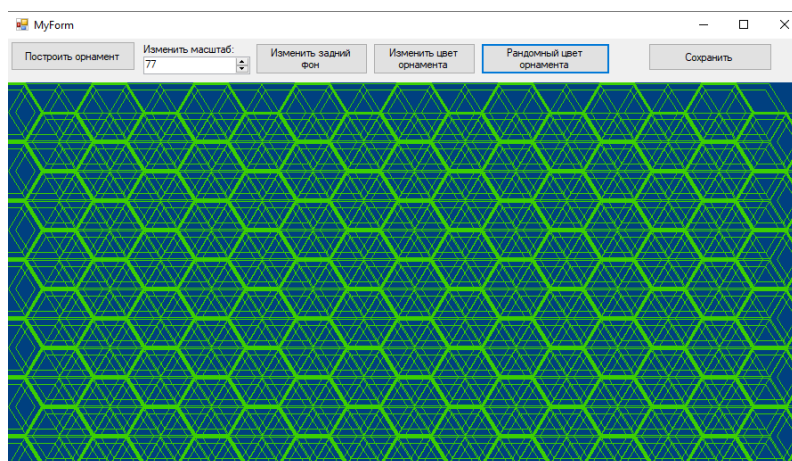 MyForm
Построить орнамент
Изменить масштаб:
77
Изменить задний
фон
Изменить цвет
орнамента
Рандомный цвет
орнамента
Сохранить